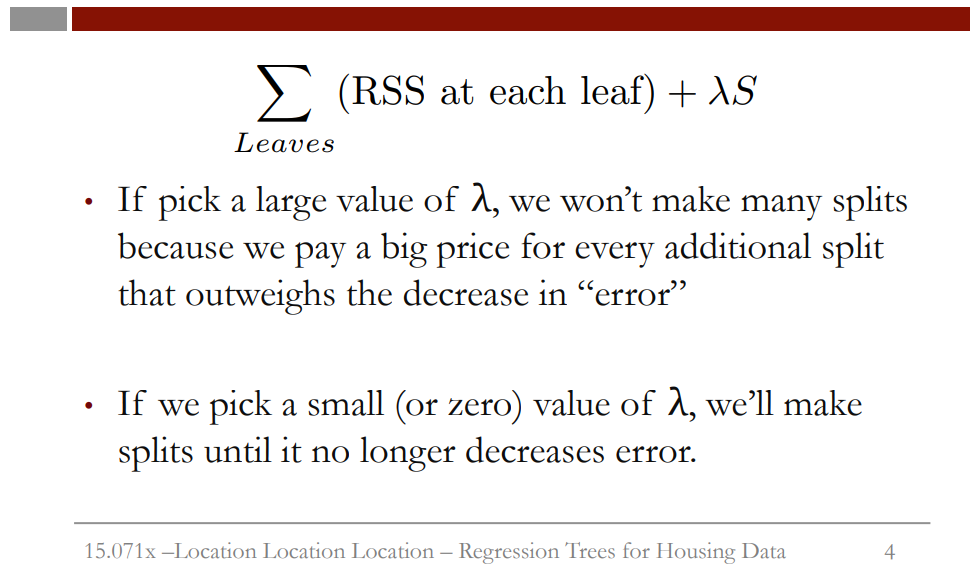 ∑ (RSS at each leaf) + λS
Leaves
• If pick a large value of λ, we won’t make many splits
because we pay a big price for every additional split
that outweighs the decrease in “error”
• If we pick a small (or zero) value of λ, we’ll make
splits until it no longer decreases error.
15.071x –Location Location Location – Regression Trees for Housing Data 4